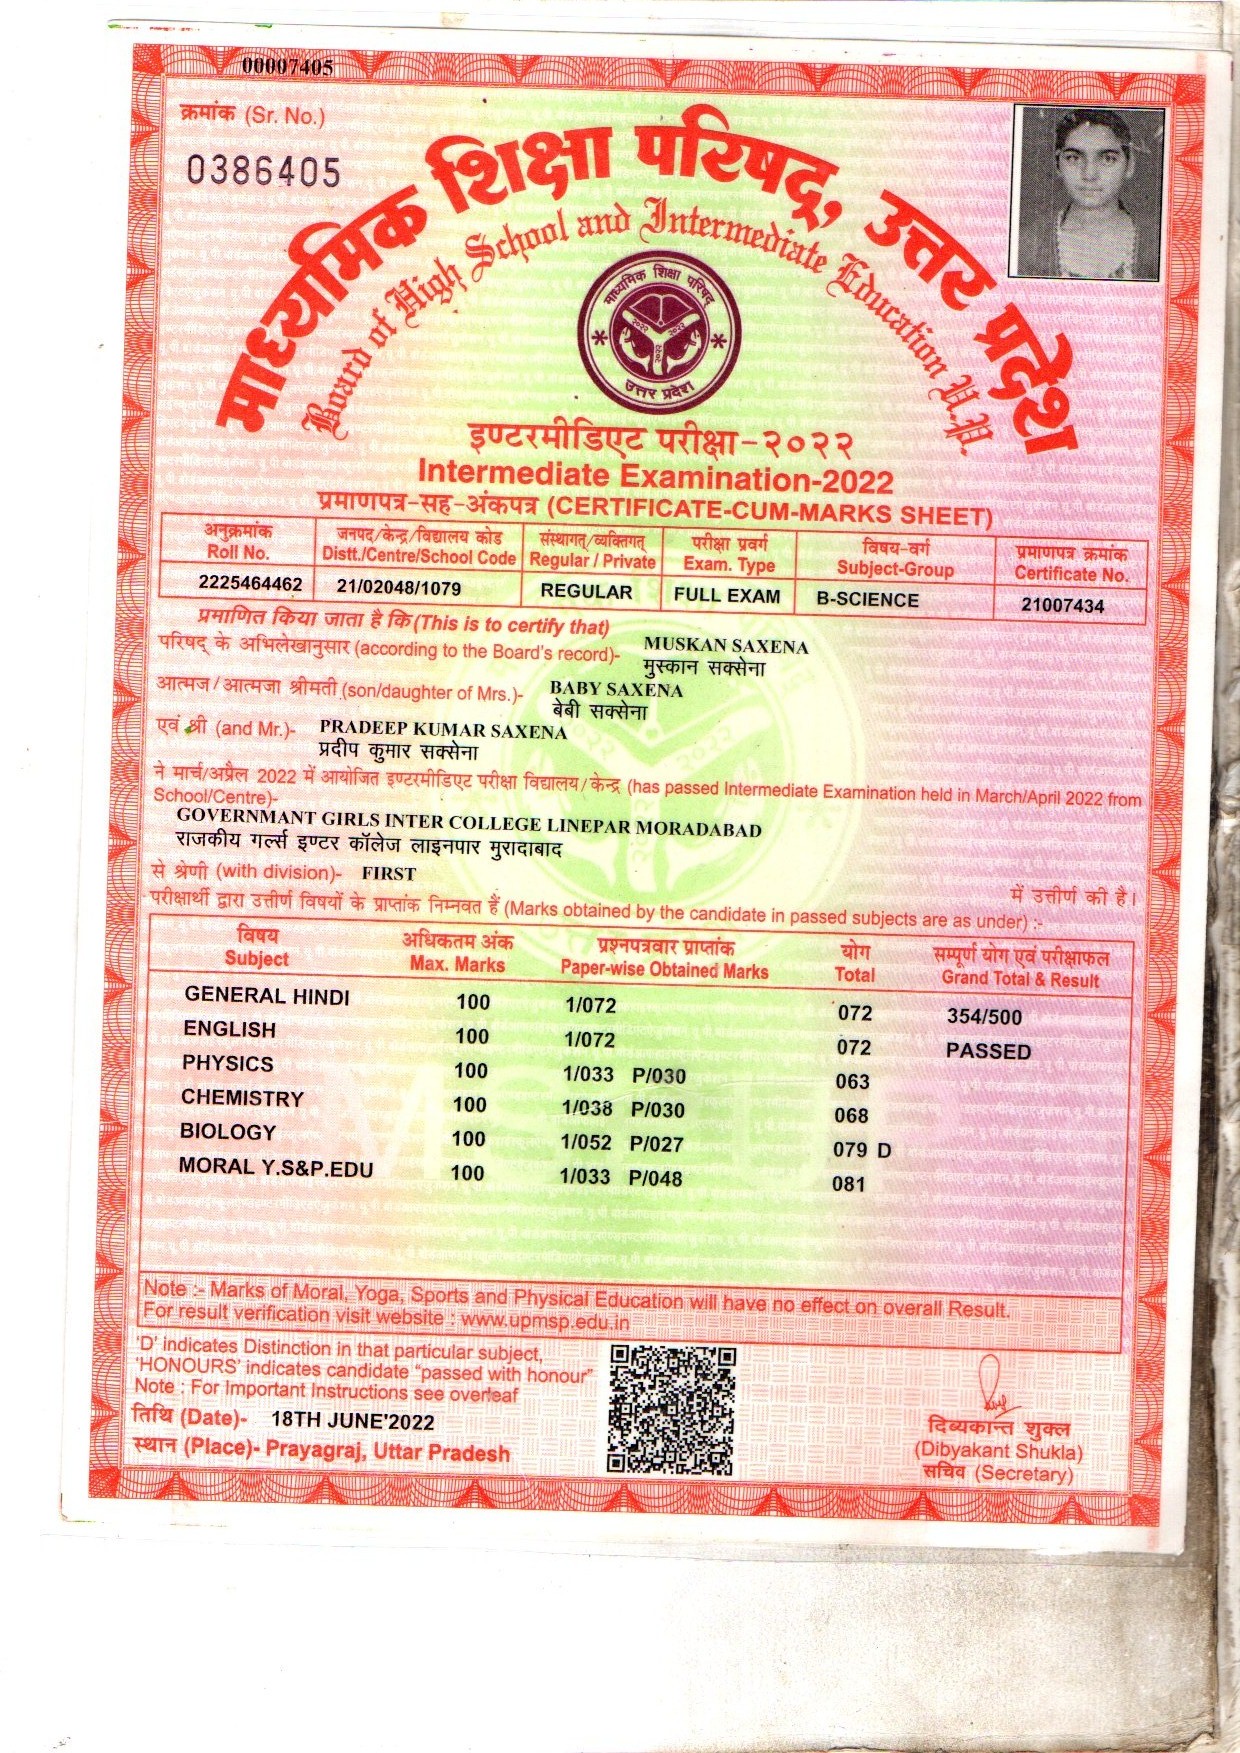 00007405
क्रमांक (Sr. No.)
0386405
माध्यमिक शिक्षा परिषद्, उत्तर प्रदेश
Board of High School and Intermediate Education U.P.
माध्यमिक शिक्षा परिषद्
२०२२ २०२२
२०२२
उत्तर प्रदेश
इण्टरमीडिएट परीक्षा-२०२२
Intermediate Examination-2022
प्रमाणपत्र-सह-अंकपत्र (CERTIFICATE-CUM-MARKS SHEET)
अनुक्रमांक जनपद/केन्द्र/विद्यालय कोड संस्थागत/व्यक्तिगत् परीक्षा प्रवर्ग विषय-वर्ग प्रमाणपत्र क्रमांक
Roll No. Distt./Centre/School Code Regular / Private Exam. Type Subject-Group Certificate No.
2225464462 21/02048/1079 REGULAR FULL EXAM B-SCIENCE 21007434
प्रमाणित किया जाता है कि (This is to certify that)
परिषद् के अभिलेखानुसार (according to the Board's record)- MUSKAN SAXENA
मुस्कान सक्सेना
आत्मज/आत्मजा श्रीमती (son/daughter of Mrs.)- BABY SAXENA
बेबी सक्सेना
एवं श्री (and Mr.)- PRADEEP KUMAR SAXENA
प्रदीप कुमार सक्सेना
ने मार्च/अप्रैल 2022 में आयोजित इण्टरमीडिएट परीक्षा विद्यालय/केन्द्र (has passed Intermediate Examination held in March/April 2022 from
School/Centre)-
GOVERNMANT GIRLS INTER COLLEGE LINEPAR MORADABAD
राजकीय गर्ल्स इण्टर कॉलेज लाइनपार मुरादाबाद
से श्रेणी (with division)- FIRST में उत्तीर्ण की है।
परीक्षार्थी द्वारा उत्तीर्ण विषयों के प्राप्तांक निम्नवत हैं (Marks obtained by the candidate in passed subjects are as under) :-
विषय अधिकतम अंक प्रश्नपत्रवार प्राप्तांक योग सम्पूर्ण योग एवं परीक्षाफल
Subject Max. Marks Paper-wise Obtained Marks Total Grand Total & Result
GENERAL HINDI 100 1/072 072 354/500
ENGLISH 100 1/072 072 PASSED
PHYSICS 100 1/033 P/030 063
CHEMISTRY 100 1/038 P/030 068
BIOLOGY 100 1/052 P/027 079 D
MORAL Y.S&P.EDU 100 1/033 P/048 081
Note :- Marks of Moral, Yoga, Sports and Physical Education will have no effect on overall Result.
For result verification visit website : www.upmsp.edu.in
'D' indicates Distinction in that particular subject,
'HONOURS' indicates candidate "passed with honour"
Note : For Important Instructions see overleaf
तिथि (Date)- 18TH JUNE'2022
स्थान (Place)- Prayagraj, Uttar Pradesh
दिव्यकान्त शुक्ल
(Dibyakant Shukla)
सचिव (Secretary)